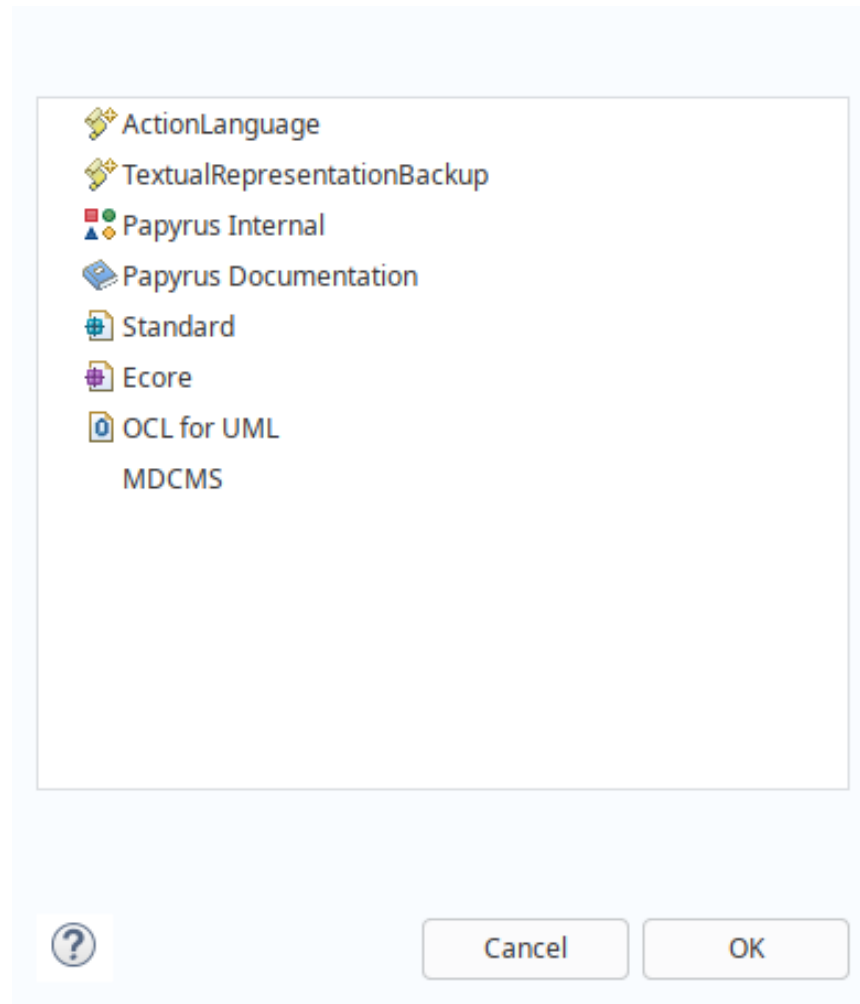 ActionLanguage
TextualRepresentationBackup
Papyrus Internal
Papyrus Documentation
Standard
Ecore
OCL for UML
MDCMS
? Cancel OK